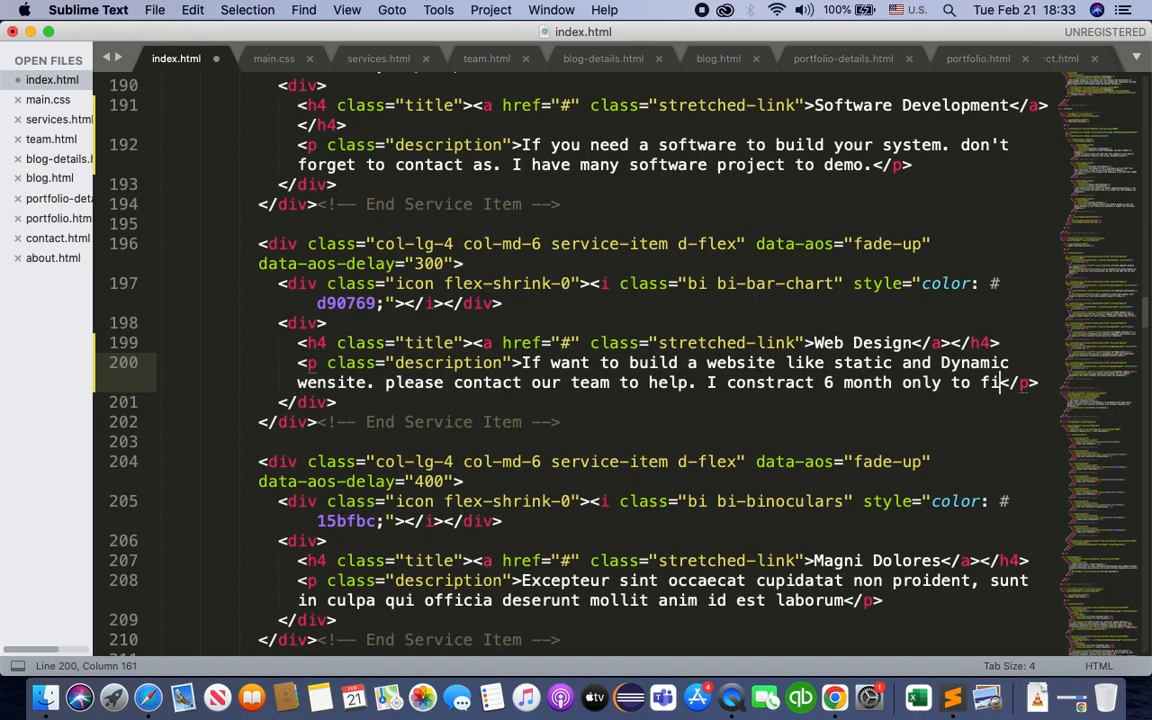 Sublime Text File Edit Selection Find View Goto Tools Project Window Help 100% U.S. Tue Feb 21 18:33
index.html UNREGISTERED
OPEN FILES
index.html
main.css
services.html
team.html
blog-details.h
blog.html
portfolio-deta
portfolio.htm
contact.html
about.html
index.html main.css services.html team.html blog-details.html blog.html portfolio-details.html portfolio.html ct.html
190 <div>
191 <h4 class="title"><a href="#" class="stretched-link">Software Development</a>
</h4>
192 <p class="description">If you need a software to build your system. don't
forget to contact as. I have many software project to demo.</p>
193 </div>
194 </div><!-- End Service Item -->
195
196 <div class="col-lg-4 col-md-6 service-item d-flex" data-aos="fade-up"
data-aos-delay="300">
197 <div class="icon flex-shrink-0"><i class="bi bi-bar-chart" style="color: #
d90769;"></i></div>
198 <div>
199 <h4 class="title"><a href="#" class="stretched-link">Web Design</a></h4>
200 <p class="description">If want to build a website like static and Dynamic
wensite. please contact our team to help. I constract 6 month only to fi</p>
201 </div>
202 </div><!-- End Service Item -->
203
204 <div class="col-lg-4 col-md-6 service-item d-flex" data-aos="fade-up"
data-aos-delay="400">
205 <div class="icon flex-shrink-0"><i class="bi bi-binoculars" style="color: #
15bfbc;"></i></div>
206 <div>
207 <h4 class="title"><a href="#" class="stretched-link">Magni Dolores</a></h4>
208 <p class="description">Excepteur sint occaecat cupidatat non proident, sunt
in culpa qui officia deserunt mollit anim id est laborum</p>
209 </div>
210 </div><!-- End Service Item -->
Line 200, Column 161 Tab Size: 4 HTML